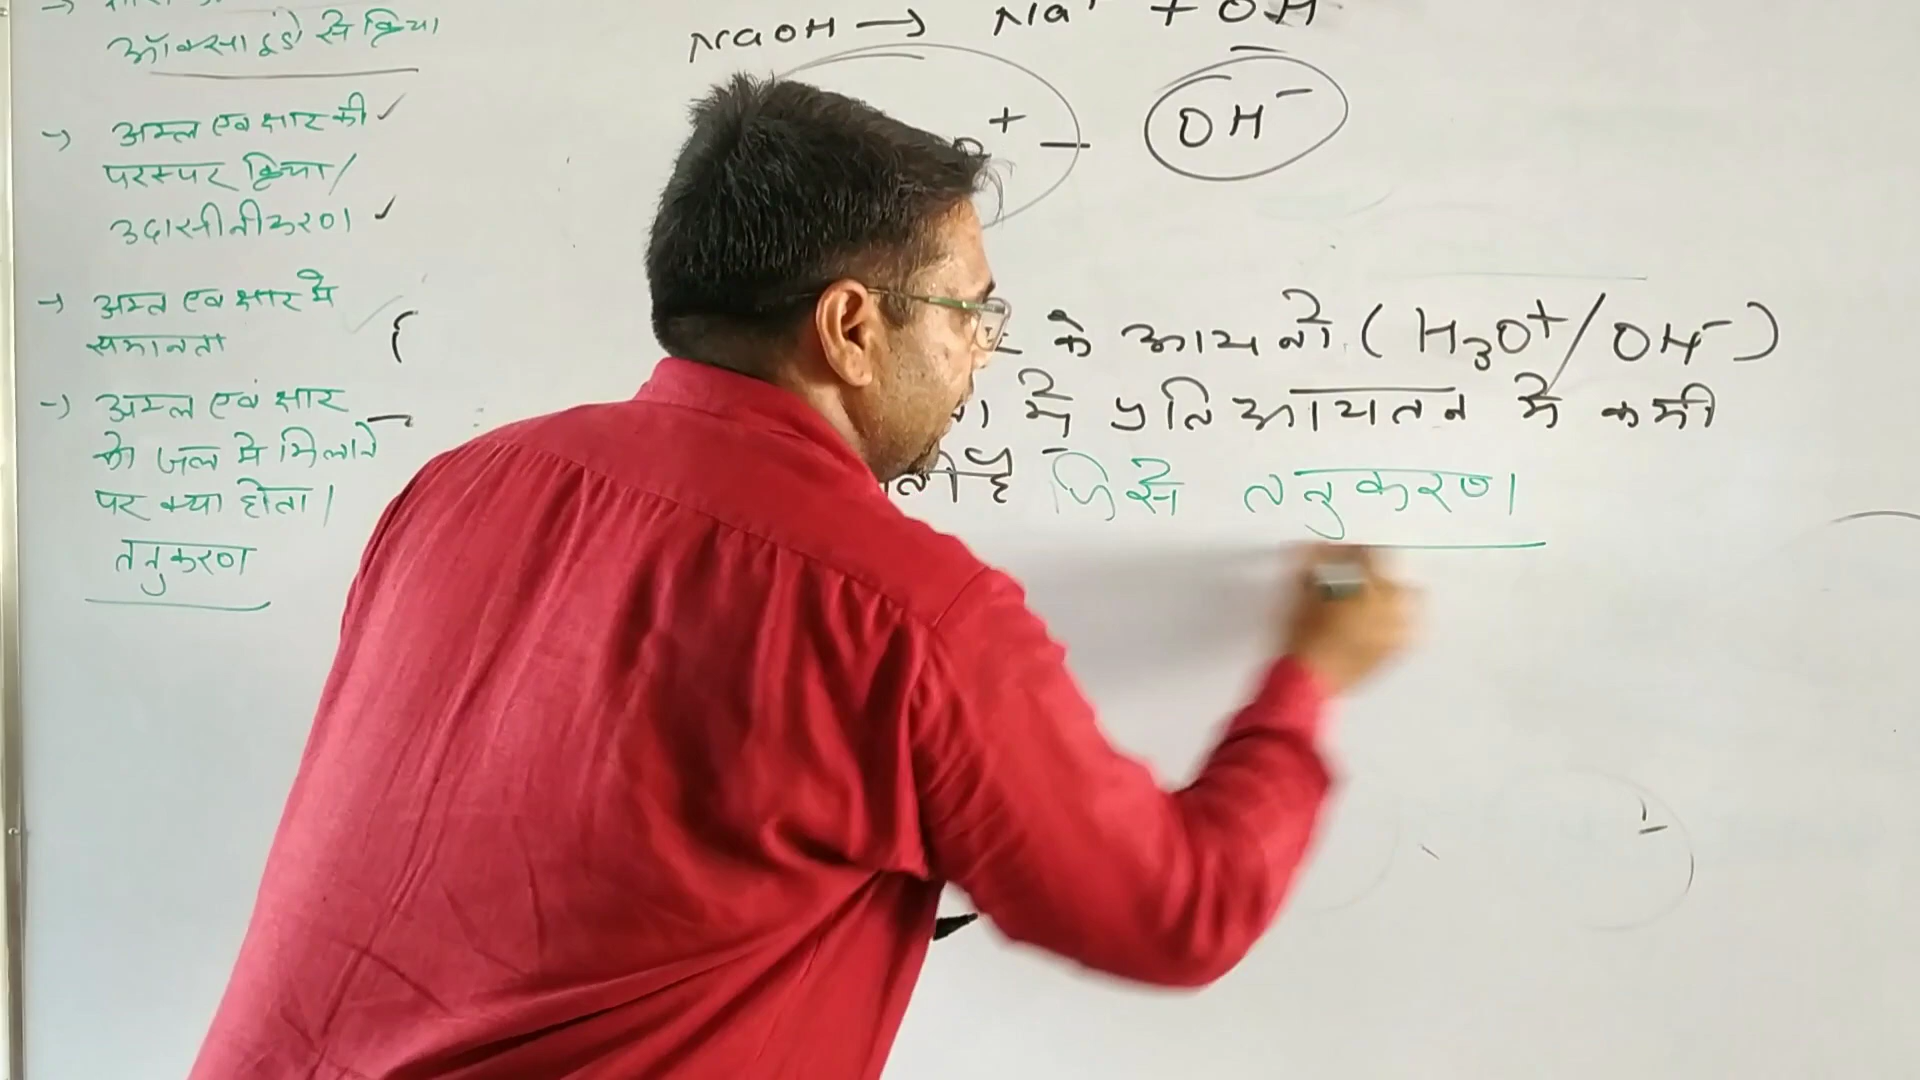 ऑक्साइडो से क्रिया
→ अम्ल एवं क्षार की ✓
परस्पर क्रिया/
उदासीनीकरण। ✓
→ अम्ल एवं क्षार मे
समानता
→ अम्ल एवं क्षार
को जल मे मिलाने
पर क्या होता।
तनुकरण
NaOH → Na⁺ + OH
+ – OH⁻
के आयनो (H₃O⁺/OH⁻)
में प्रति आयतन मे कमी
है जिसे तनुकरण।